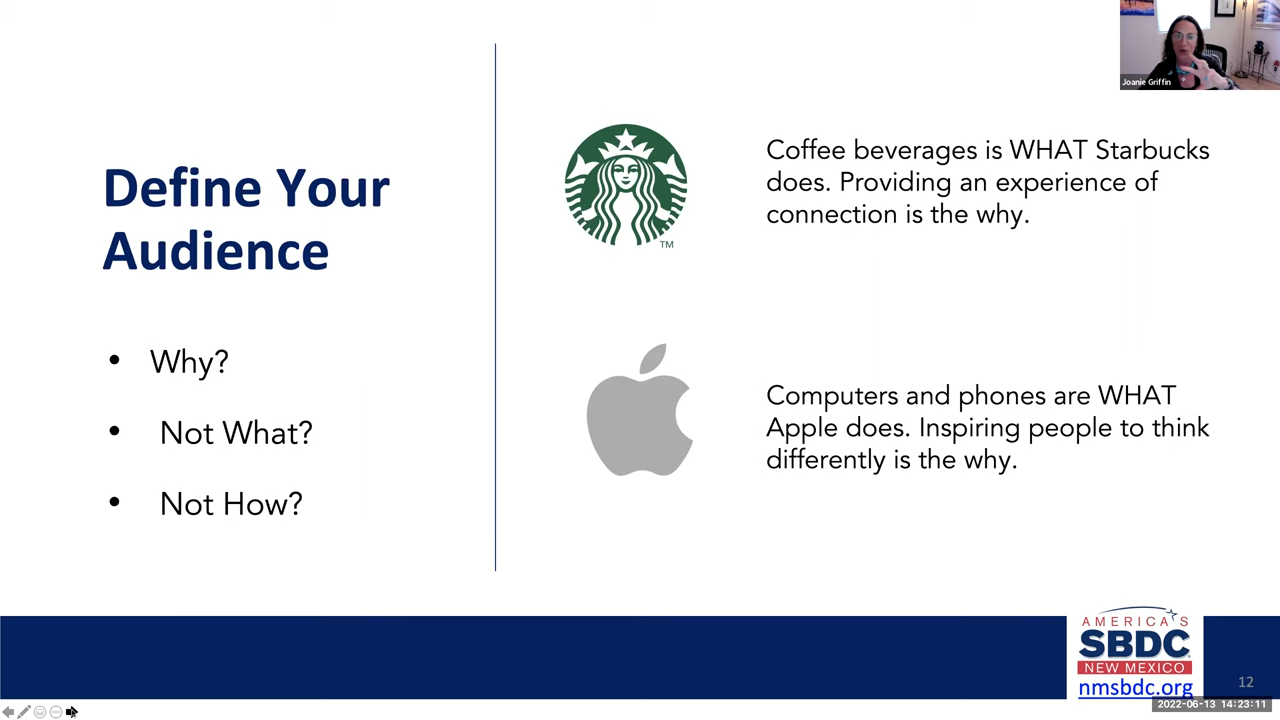 Joanie Griffin
Define Your
Audience
• Why?
• Not What?
• Not How?
TM
Coffee beverages is WHAT Starbucks
does. Providing an experience of
connection is the why.
Computers and phones are WHAT
Apple does. Inspiring people to think
differently is the why.
AMERICA'S
SBDC
NEW MEXICO
nmsbdc.org
12
2022-06-13 14:23:11